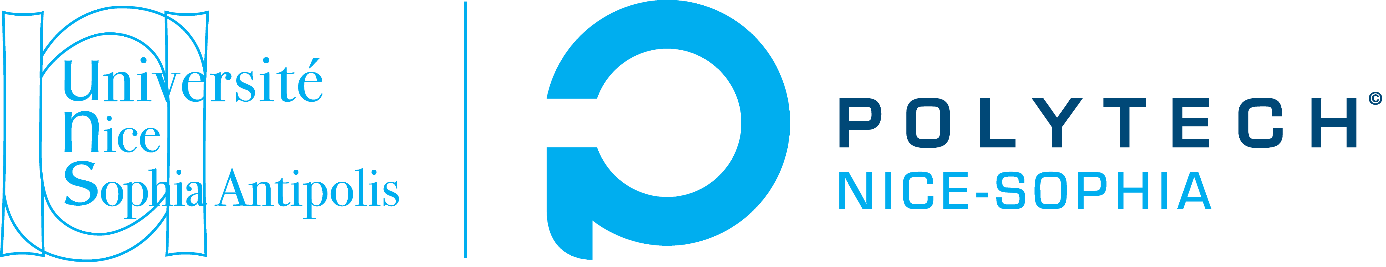 Université
Nice
Sophia Antipolis
POLYTECH©
NICE-SOPHIA